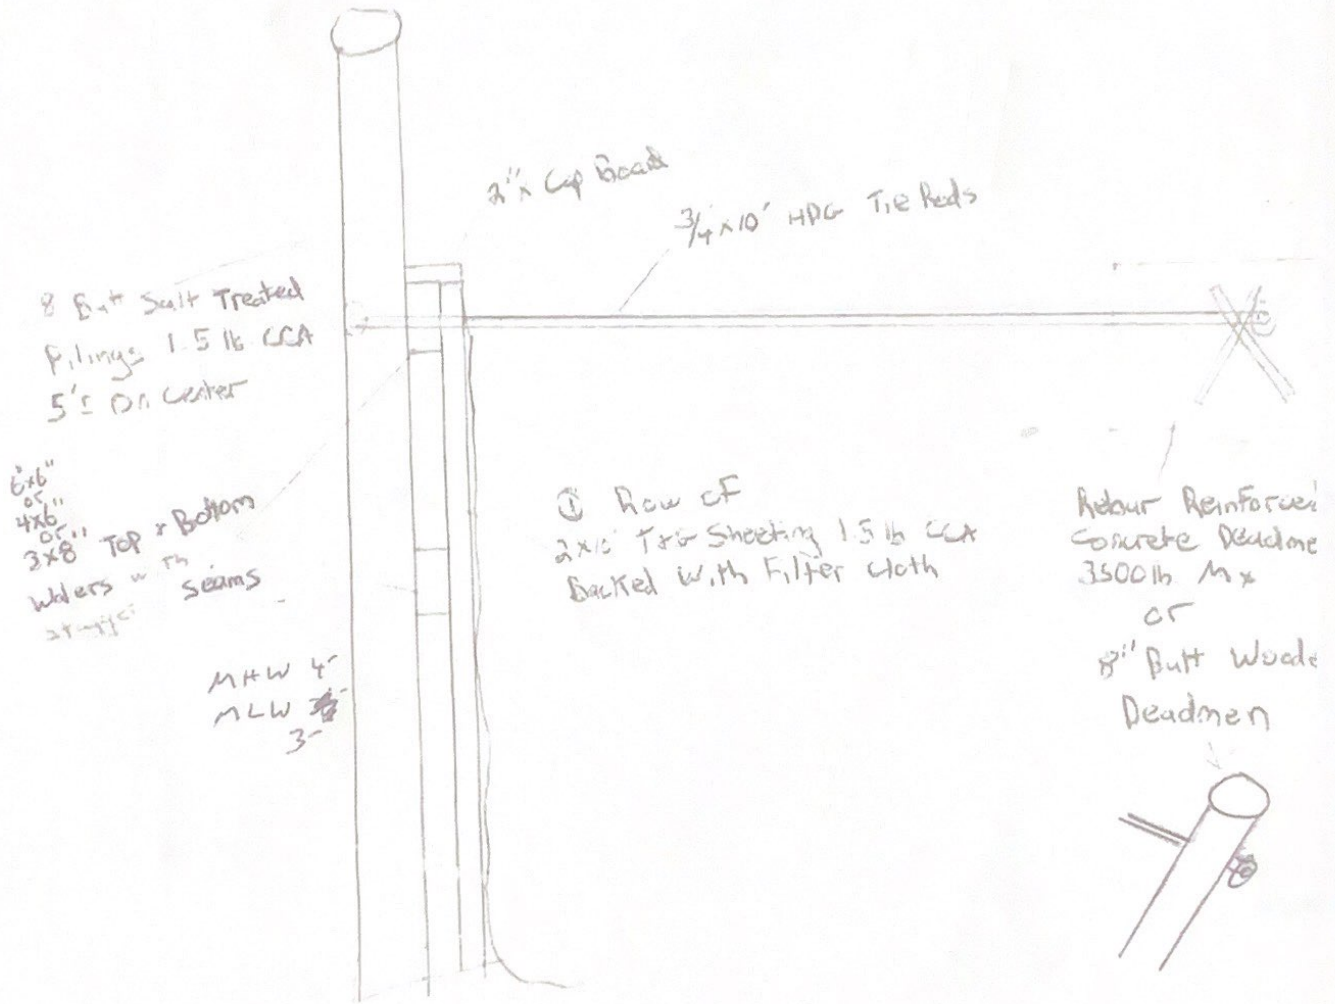 2" x Cap Board
3/4 x 10' HDG Tie Rods
8 Butt Salt Treated
Pilings 1.5 lb CCA
5's On Center
6x6"
or
4x6"
or
3x8" Top & Bottom
Walers with
seams
MHW 4'
MLW
3'
① Row of
T&G Sheeting 1.5 lb CCA
Backed with Filter Cloth
Rebar Reinforced
Concrete Deadme
3500 lb Mx
or
8" Butt Woode
Deadmen